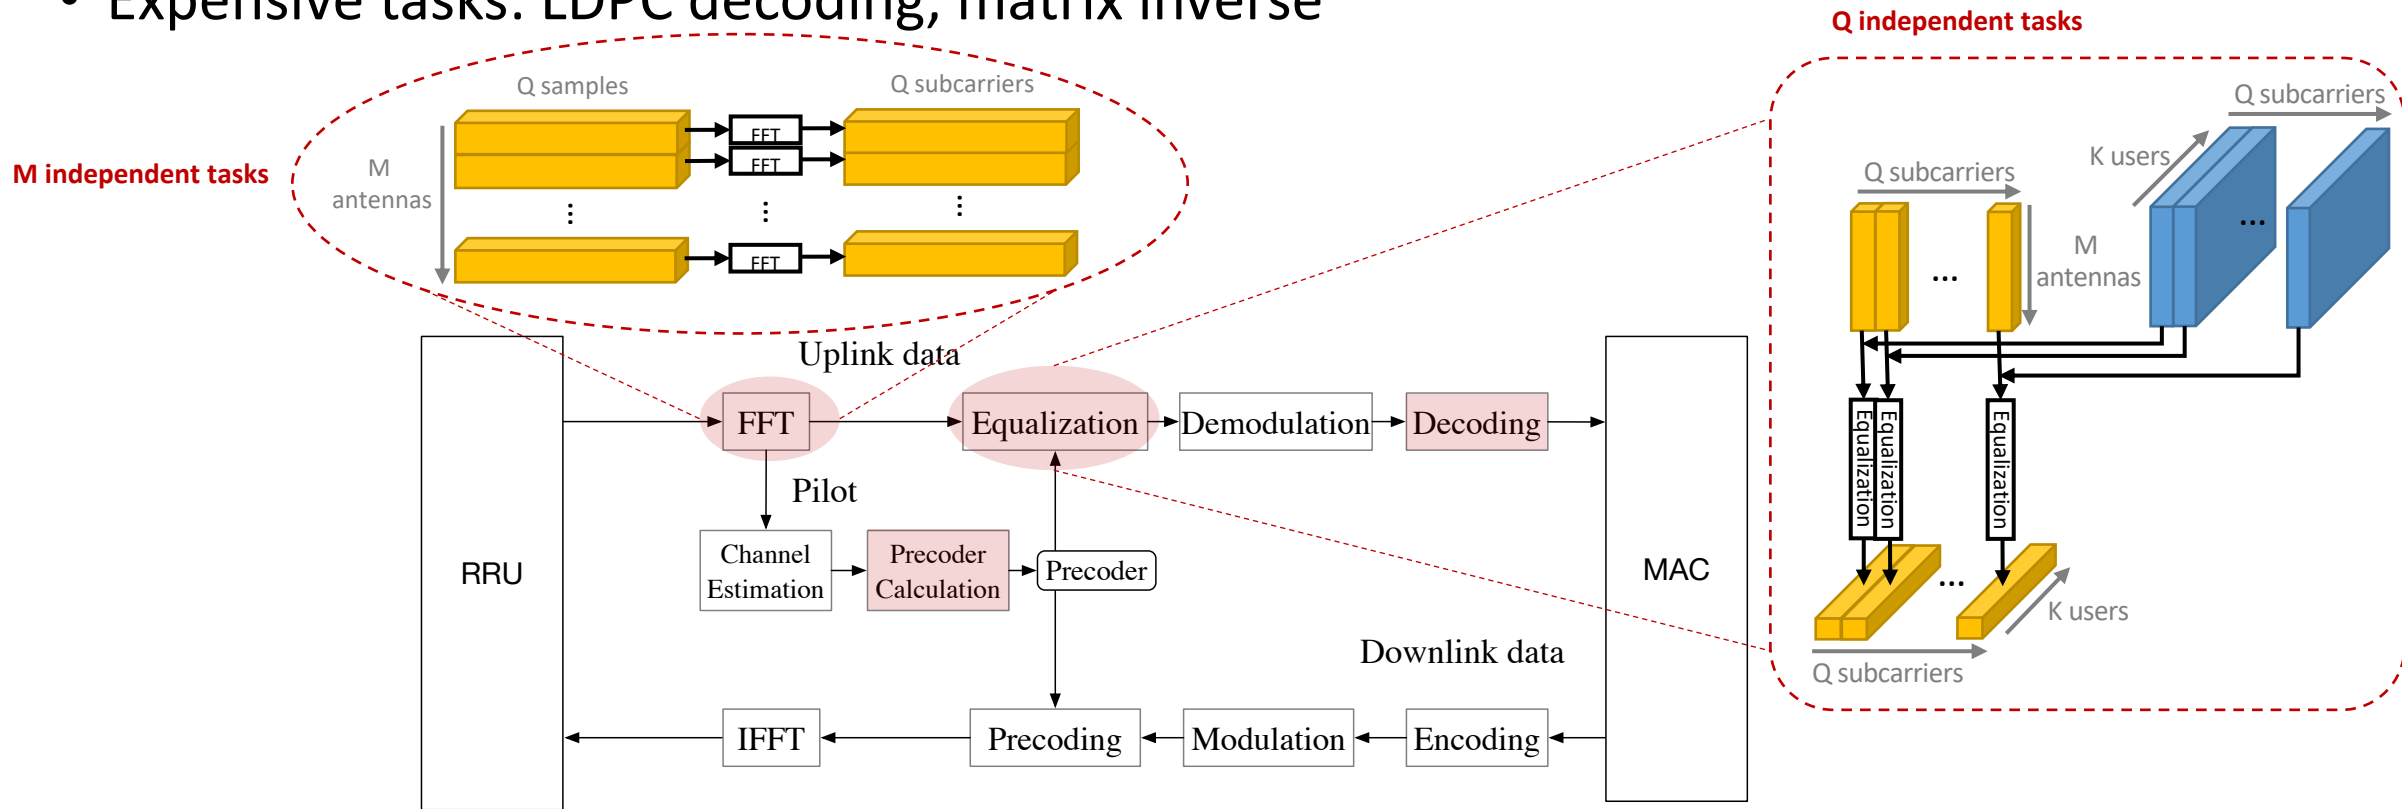 • Expensive tasks: LDPC decoding, matrix inverse
Q independent tasks
Q samples
Q subcarriers
FFT
FFT
M independent tasks
M
antennas
...
...
...
FFT
Q subcarriers
K users
Q subcarriers
...
M
antennas
...
Equalization
Equalization
Equalization
...
K users
Q subcarriers
Uplink data
FFT
Equalization
Demodulation
Decoding
Pilot
RRU
Channel
Estimation
Precoder
Calculation
Precoder
MAC
Downlink data
IFFT
Precoding
Modulation
Encoding